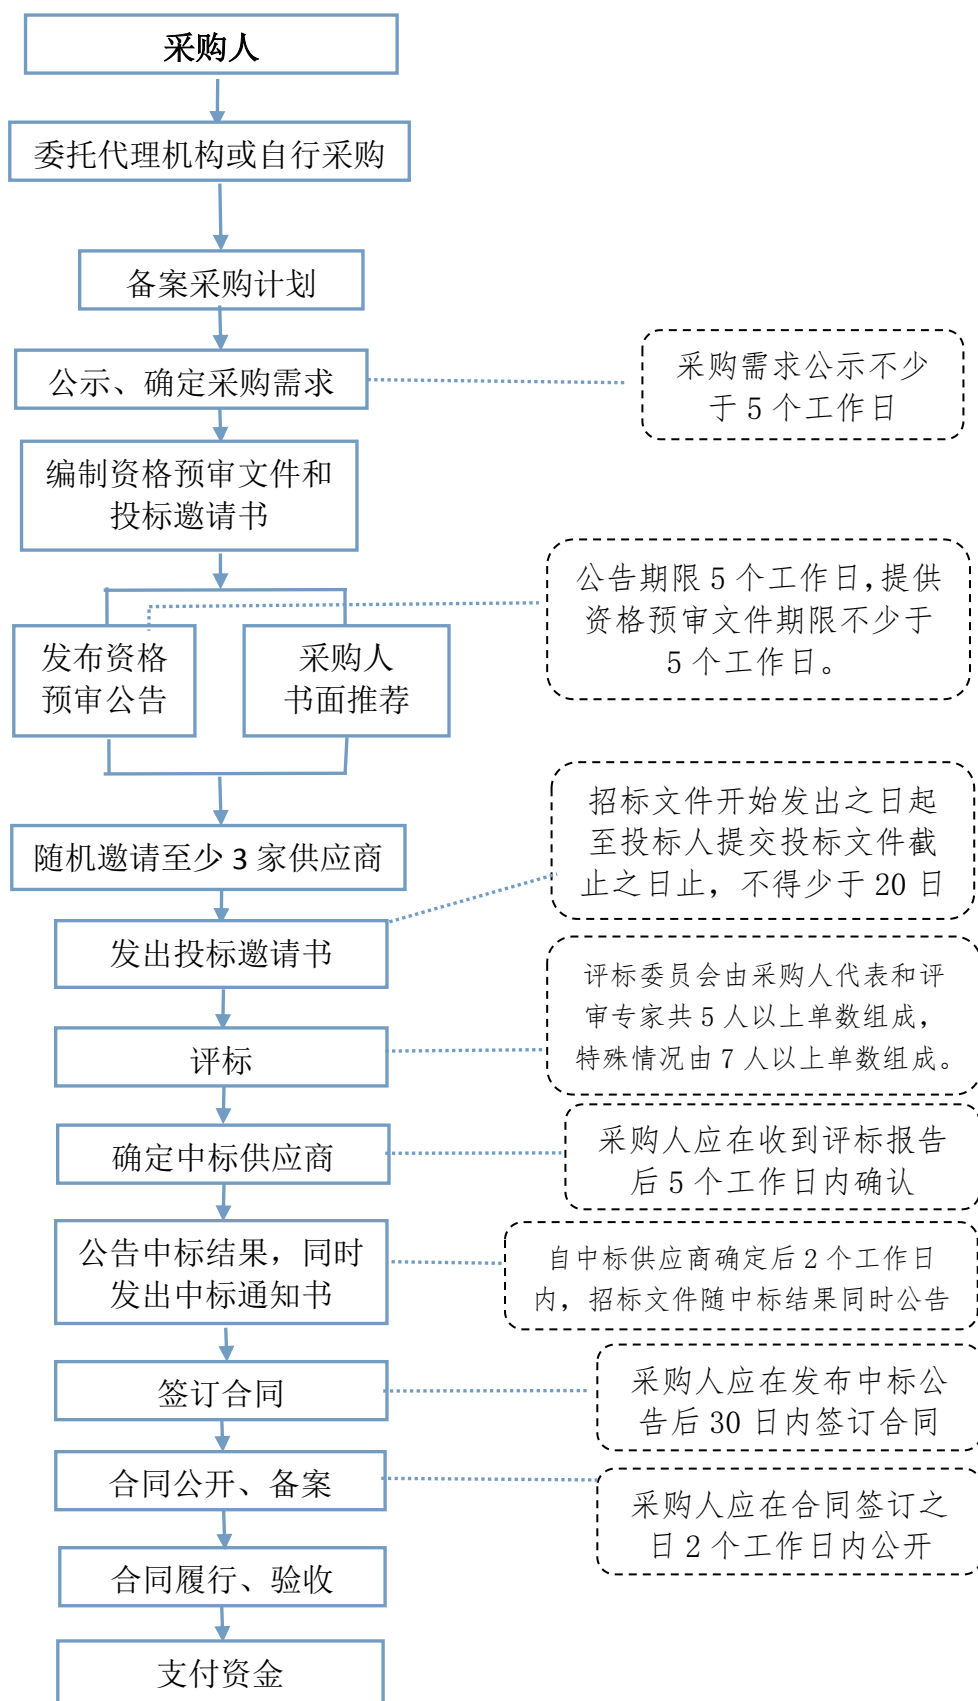 采购人
委托代理机构或自行采购
备案采购计划
公示、确定采购需求
采购需求公示不少
于 5 个工作日
编制资格预审文件和
投标邀请书
公告期限 5 个工作日,提供
资格预审文件期限不少于
5 个工作日。
发布资格
预审公告
采购人
书面推荐
随机邀请至少 3 家供应商
招标文件开始发出之日起
至投标人提交投标文件截
止之日止，不得少于 20 日
发出投标邀请书
评标
评标委员会由采购人代表和评
审专家共 5 人以上单数组成，
特殊情况由 7 人以上单数组成。
确定中标供应商
采购人应在收到评标报告
后 5 个工作日内确认
公告中标结果，同时
发出中标通知书
自中标供应商确定后 2 个工作日
内，招标文件随中标结果同时公告
签订合同
采购人应在发布中标公
告后 30 日内签订合同
合同公开、备案
采购人应在合同签订之
日 2 个工作日内公开
合同履行、验收
支付资金